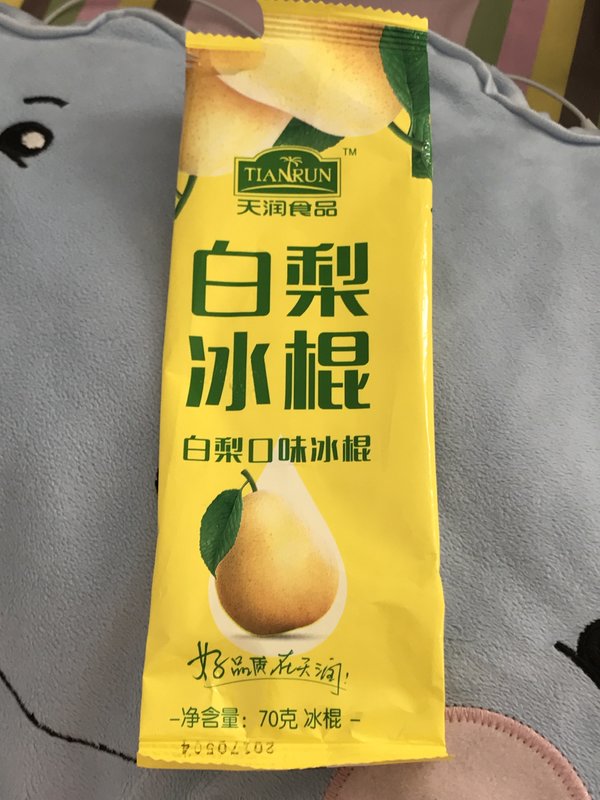 TIANRUN
TM
天润食品
白梨
冰棍
白梨口味冰棍
好品质在天润!
净含量：70克 冰棍
20170504